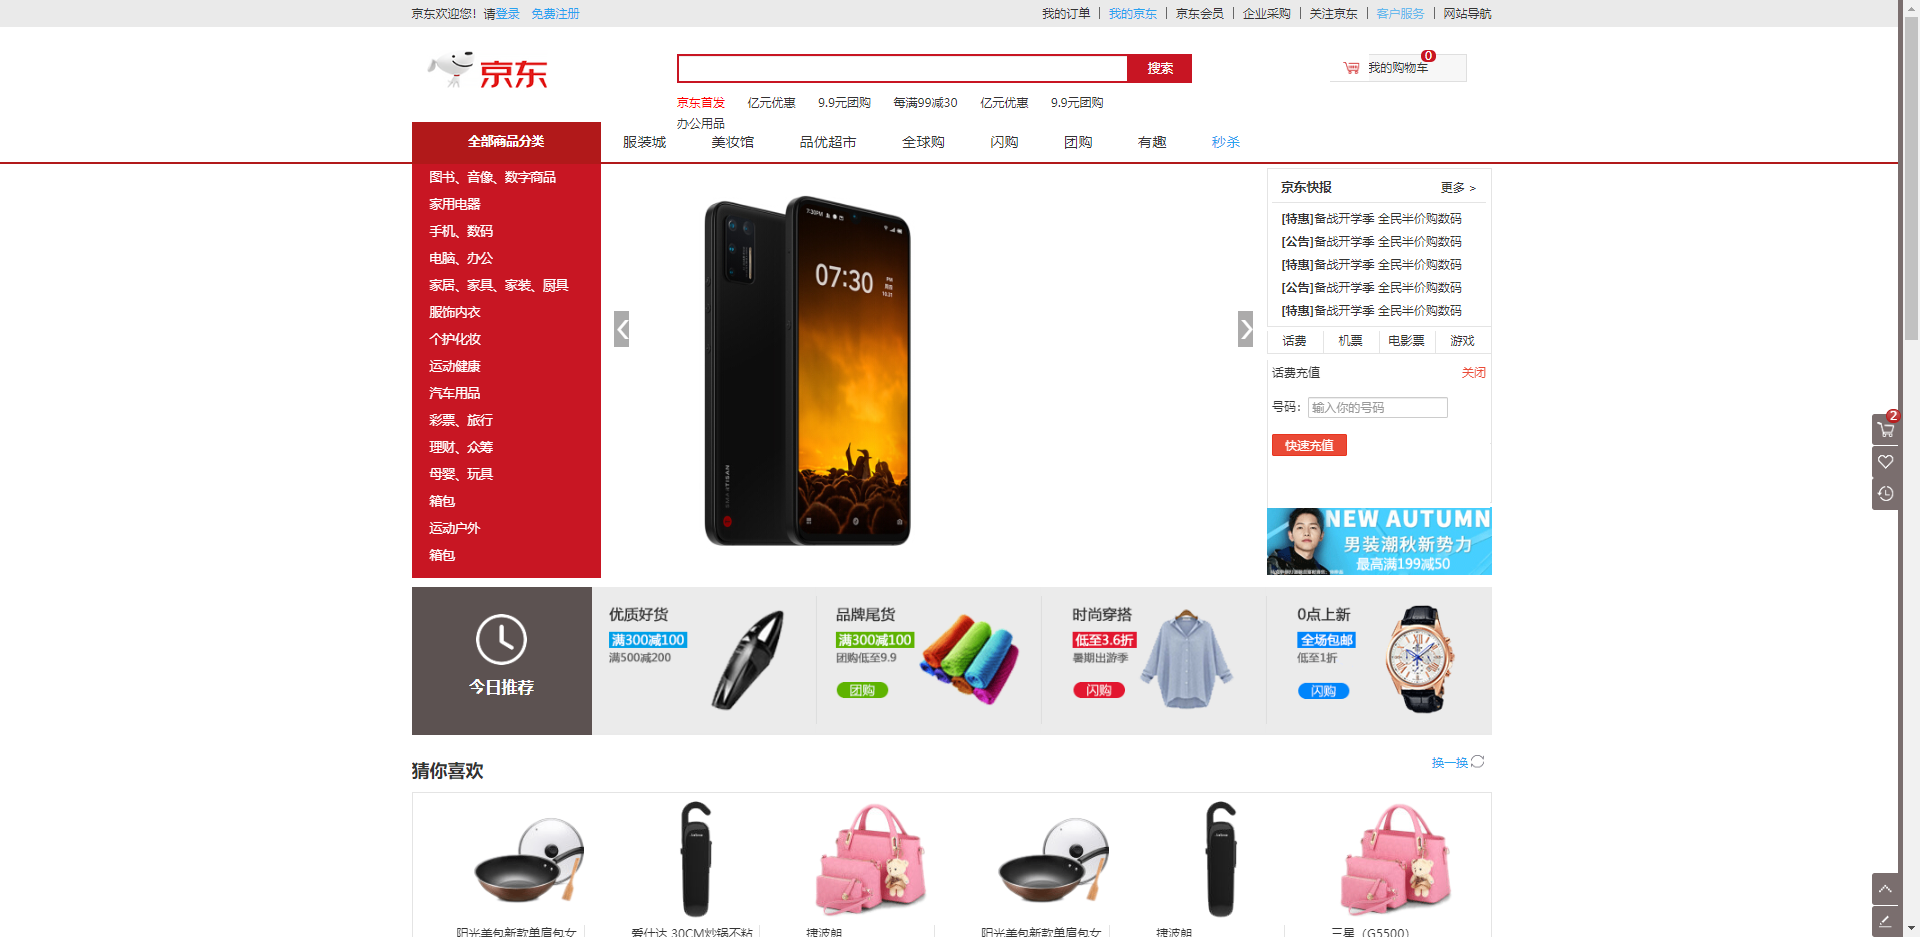 京东欢迎您！请登录 免费注册
我的订单 我的京东 京东会员 企业采购 关注京东 客户服务 网站导航
京东
搜索
0
我的购物车
京东首发 亿元优惠 9.9元团购 每满99减30 亿元优惠 9.9元团购
办公用品
全部商品分类
服装城 美妆馆 品优超市 全球购 闪购 团购 有趣 秒杀
图书、音像、数字商品
家用电器
手机、数码
电脑、办公
家居、家具、家装、厨具
服饰内衣
个护化妆
运动健康
汽车用品
彩票、旅行
理财、众筹
母婴、玩具
箱包
运动户外
箱包
7:30PM
07:30
PM
10.31
京东快报 更多 >
[特惠]备战开学季 全民半价购数码
[公告]备战开学季 全民半价购数码
[特惠]备战开学季 全民半价购数码
[公告]备战开学季 全民半价购数码
[特惠]备战开学季 全民半价购数码
话费 机票 电影票 游戏
话费充值 关闭
号码： 输入你的号码
快速充值
NEW AUTUMN
男装潮秋新势力
最高满199减50
2
今日推荐
优质好货
满300减100
满500减200
品牌尾货
满300减100
团购低至9.9
团购
时尚穿搭
低至3.6折
暑期出游季
闪购
0点上新
全场包邮
低至1折
闪购
猜你喜欢
换一换
阳光美包新款单肩包女 爱仕达 30CM炒锅不粘 捷波朗 阳光美包新款单肩包女 捷波朗 三星（G5500）